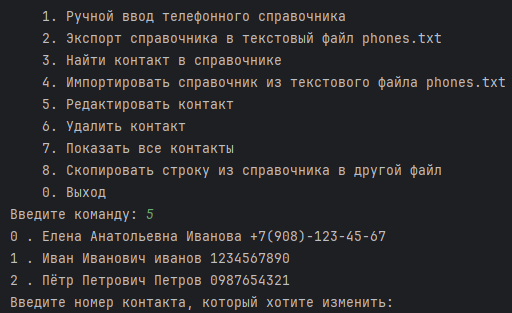 1. Ручной ввод телефонного справочника
2. Экспорт справочника в текстовый файл phones.txt
3. Найти контакт в справочнике
4. Импортировать справочник из текстового файла phones.txt
5. Редактировать контакт
6. Удалить контакт
7. Показать все контакты
8. Скопировать строку из справочника в другой файл
0. Выход
Введите команду: 5
0 . Елена Анатольевна Иванова +7(908)-123-45-67
1 . Иван Иванович иванов 1234567890
2 . Пётр Петрович Петров 0987654321
Введите номер контакта, который хотите изменить: